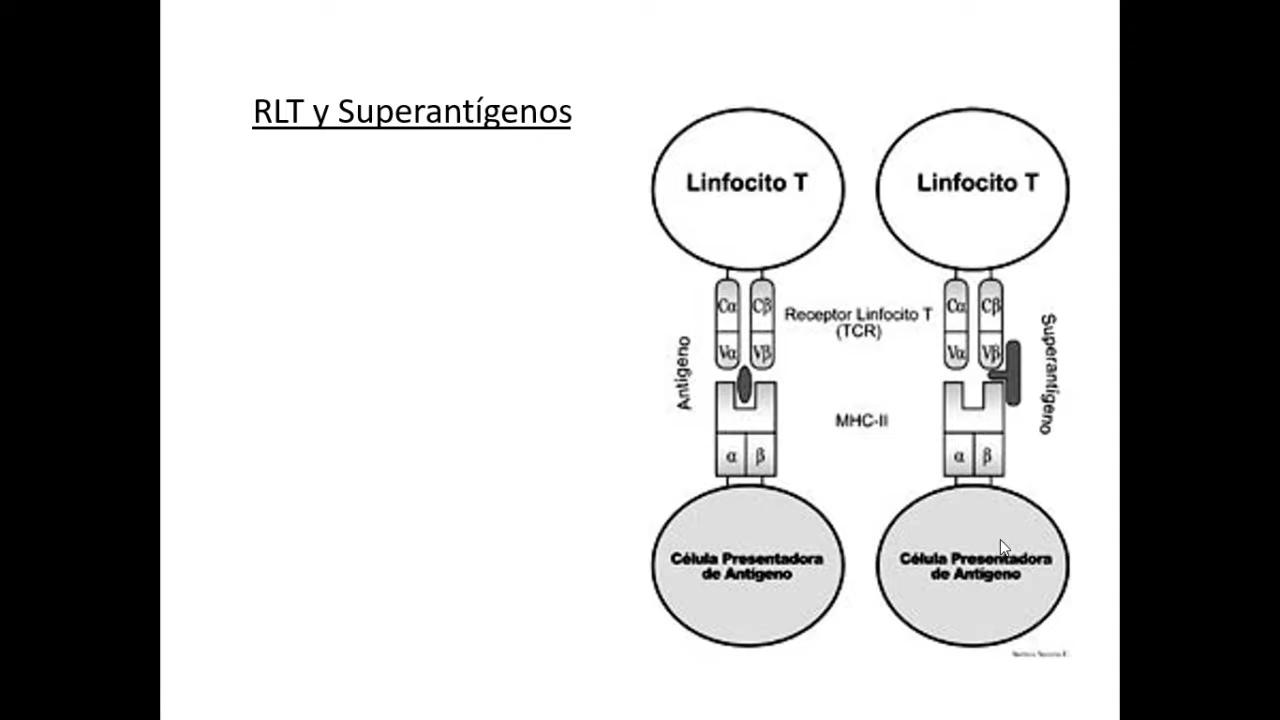 RLT y Superantígenos
Linfocito T
Linfocito T
Cα
Cβ
Receptor Linfocito T
(TCR)
Cα
Cβ
Vα
Vβ
Vα
Vβ
Antígeno
Superantígeno
MHC-II
α
β
α
β
Célula Presentadora
de Antígeno
Célula Presentadora
de Antígeno